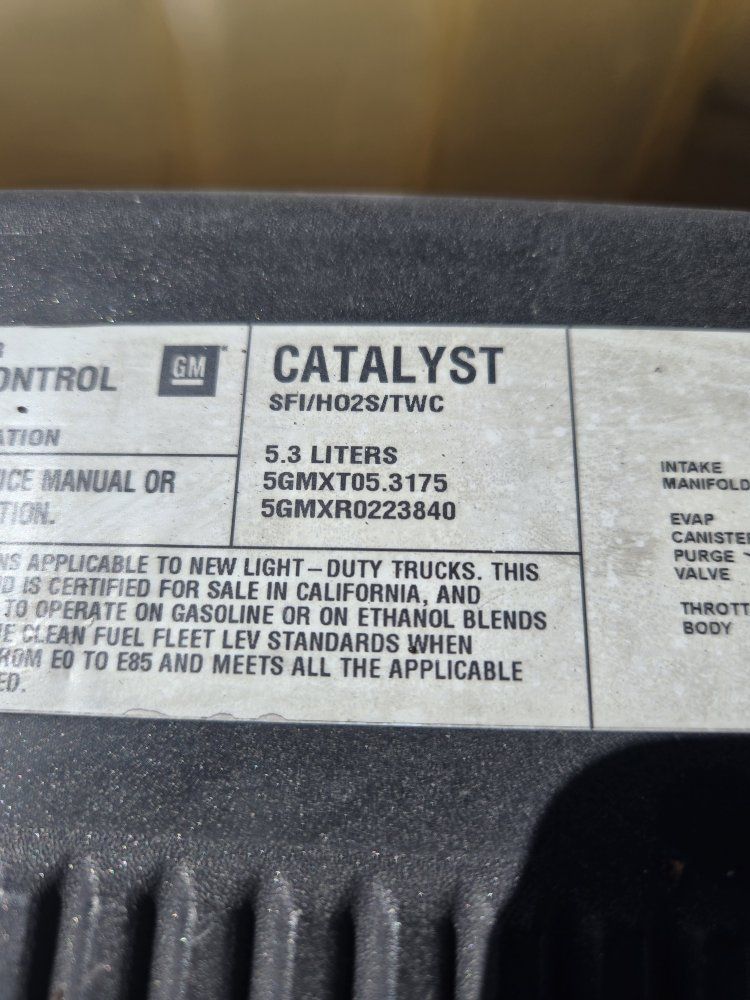 ONTROL
GM
ATION
ICE MANUAL OR
TION.
CATALYST
SFI/HO2S/TWC
5.3 LITERS
5GMXT05.3175
5GMXR0223840
NS APPLICABLE TO NEW LIGHT-DUTY TRUCKS. THIS
D IS CERTIFIED FOR SALE IN CALIFORNIA, AND
TO OPERATE ON GASOLINE OR ON ETHANOL BLENDS
E CLEAN FUEL FLEET LEV STANDARDS WHEN
FROM E0 TO E85 AND MEETS ALL THE APPLICABLE
ED.
INTAKE
MANIFOLD
EVAP
CANISTER
PURGE
VALVE
THROTT
BODY